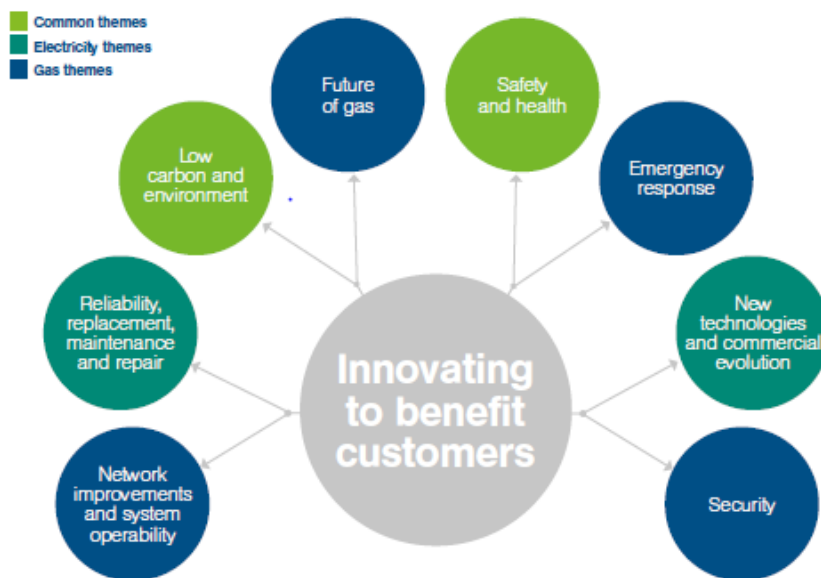 Common themes
Electricity themes
Gas themes
Future
of gas
Safety
and health
Low
carbon and
environment
Emergency
response
Reliability,
replacement,
maintenance
and repair
New
technologies
and commercial
evolution
Innovating
to benefit
customers
Network
improvements
and system
operability
Security